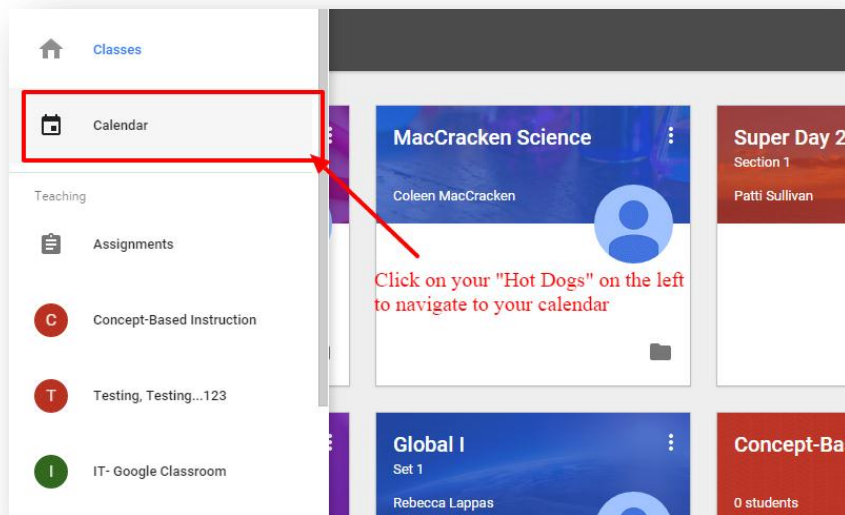 Classes
Calendar
Teaching
Assignments
C Concept-Based Instruction
T Testing, Testing...123
I IT- Google Classroom
MacCracken Science
Coleen MacCracken
Click on your "Hot Dogs" on the left
to navigate to your calendar
Super Day 2
Section 1
Patti Sullivan
Global I
Set 1
Rebecca Lappas
Concept-Ba
0 students